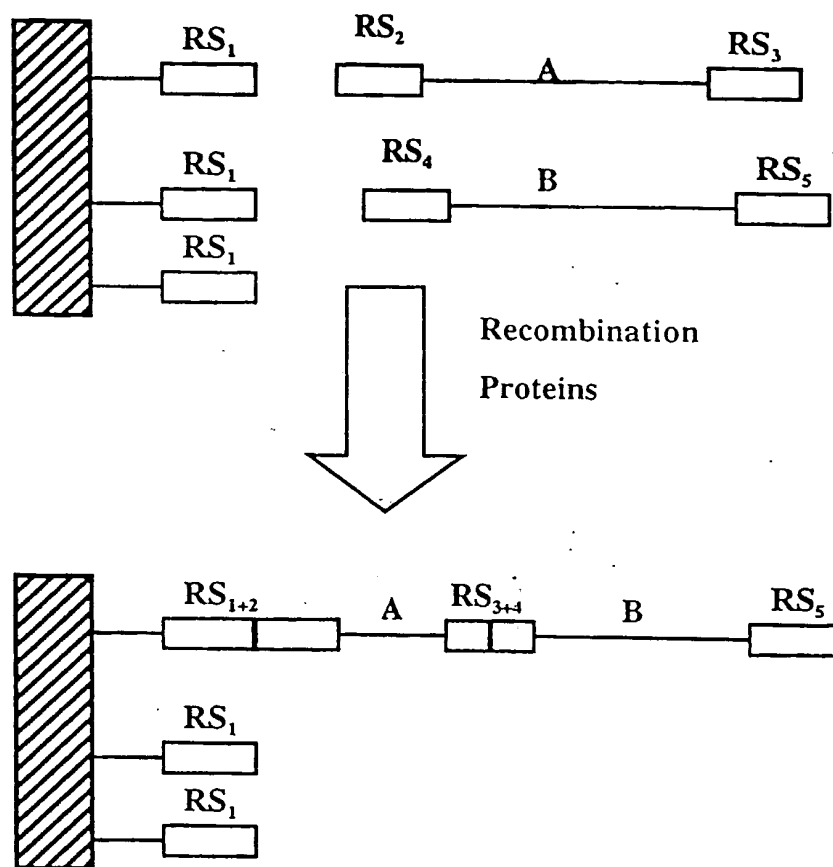 RS₁ RS₂ A RS₃
RS₁ RS₄ B RS₅
RS₁
Recombination
Proteins
RS₁₊₂ A RS₃₊₄ B RS₅
RS₁
RS₁